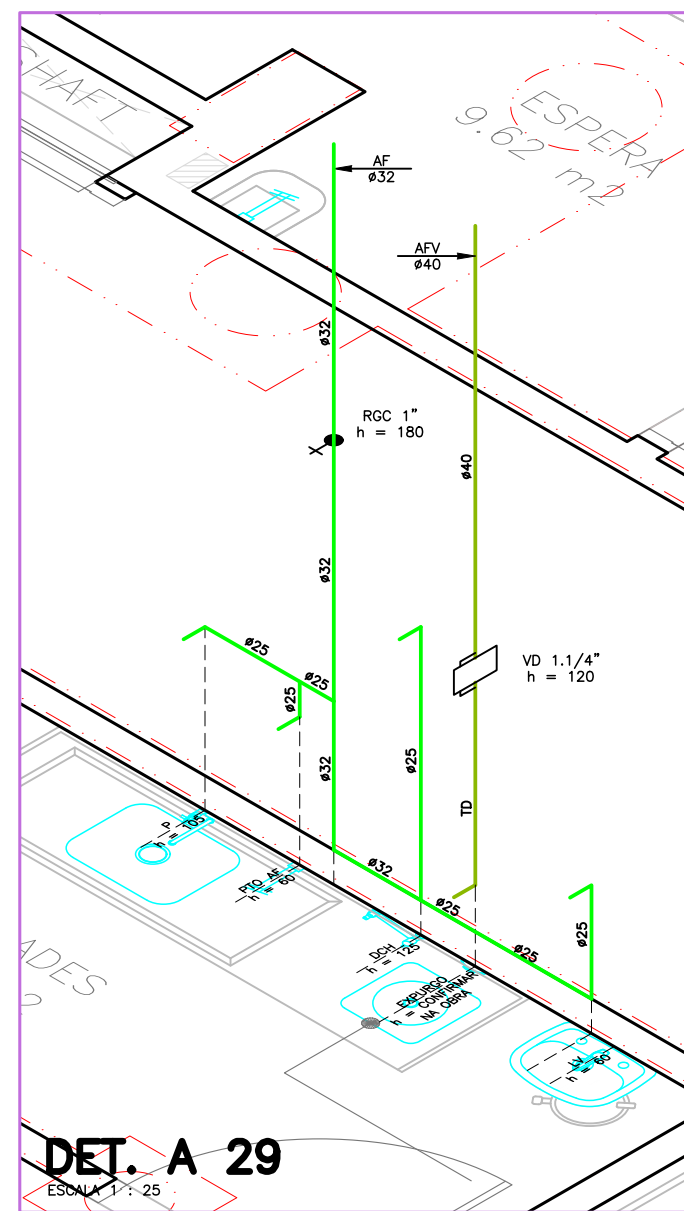 SHAFT
ESPERA
9.62 m2
AF
ø32
AFV
ø40
ø32
RGC 1"
h = 180
ø40
ø32
ø25
ø25
ø25
ø32
ø25
VD 1.1/4"
h = 120
TD
P
h = 105
PTO AF
h = 60
ø32
ø25
ø25
ø25
DCH
h = 125
EXPURGO
h = CONFIRMAR
NA OBRA
LV
h = 60
ADES
2
DET. A 29
ESCALA 1 : 25